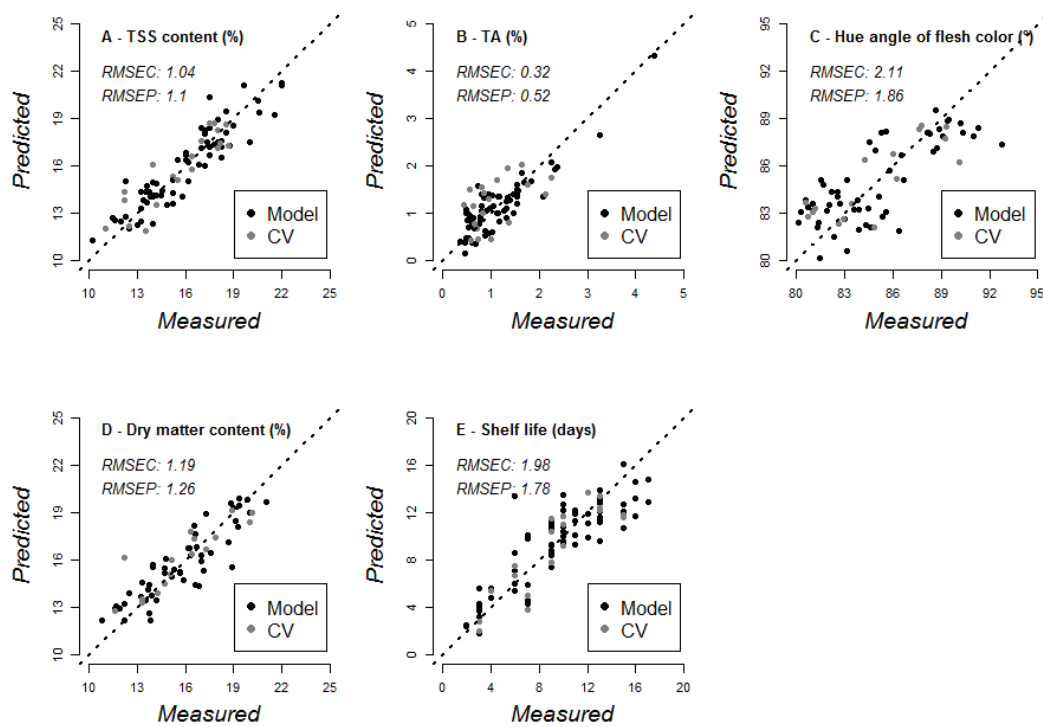 A - TSS content (%)
RMSEC: 1.04
RMSEP: 1.1
Predicted
25
22
19
16
13
10
Model
CV
10 13 16 19 22 25
Measured
B - TA (%)
RMSEC: 0.32
RMSEP: 0.52
Predicted
5
4
3
2
1
0
Model
CV
0 1 2 3 4 5
Measured
C - Hue angle of flesh color (°)
RMSEC: 2.11
RMSEP: 1.86
Predicted
95
92
89
86
83
80
Model
CV
80 83 86 89 92 95
Measured
D - Dry matter content (%)
RMSEC: 1.19
RMSEP: 1.26
Predicted
25
22
19
16
13
10
Model
CV
10 13 16 19 22 25
Measured
E - Shelf life (days)
RMSEC: 1.98
RMSEP: 1.78
Predicted
20
16
12
8
4
0
Model
CV
0 4 8 12 16 20
Measured